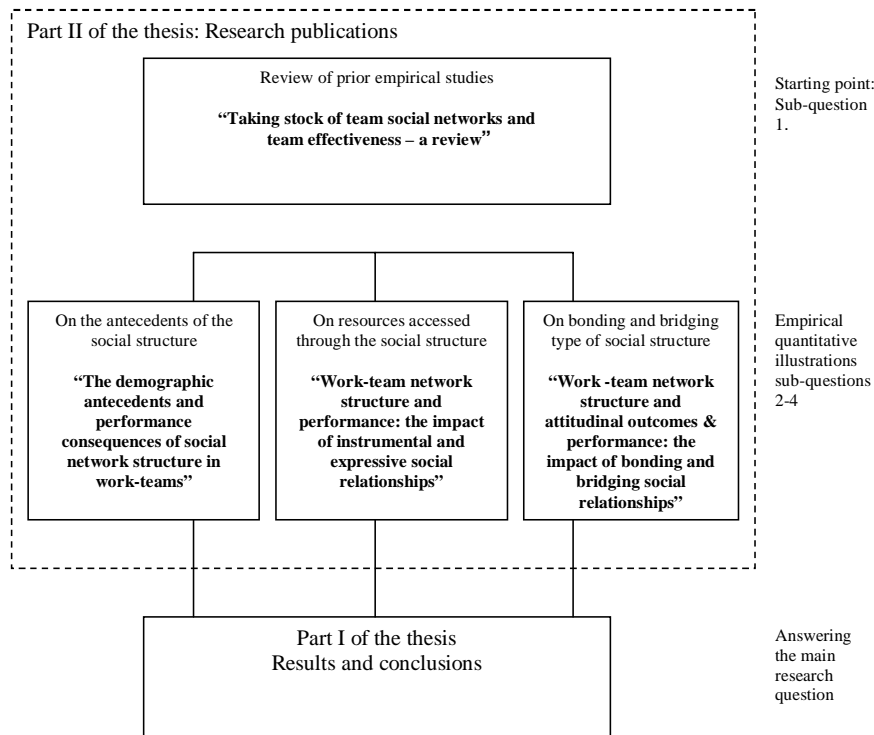 Part II of the thesis: Research publications
Review of prior empirical studies
“Taking stock of team social networks and
team effectiveness – a review”
Starting point:
Sub-question
1.
On the antecedents of the
social structure
“The demographic
antecedents and
performance
consequences of social
network structure in
work-teams”
On resources accessed
through the social structure
“Work-team network
structure and
performance: the impact
of instrumental and
expressive social
relationships”
On bonding and bridging
type of social structure
“Work -team network
structure and
attitudinal outcomes &
performance: the
impact of bonding and
bridging social
relationships”
Empirical
quantitative
illustrations
sub-questions
2-4
Part I of the thesis
Results and conclusions
Answering
the main
research
question